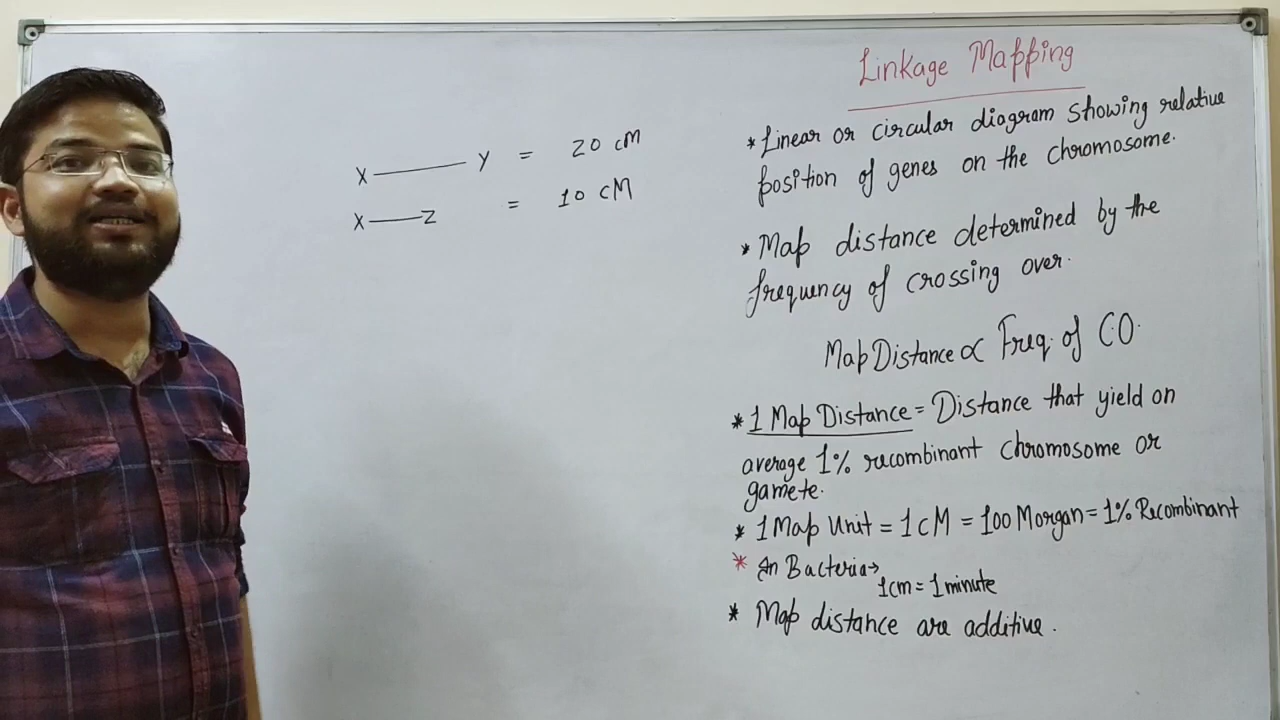 Linkage Mapping
* Linear or circular diagram showing relative
position of genes on the chromosome.
* Map distance determined by the
frequency of crossing over.
Map Distance ∝ Freq. of C.O.
* 1 Map Distance = Distance that yield on
average 1% recombinant chromosome or
gamete.
* 1 Map Unit = 1 cM = 100 Morgan = 1% Recombinant
* In Bacteria →
1cm = 1 minute
* Map distance are additive.
X — Y = 20 cM
X — Z = 10 cM